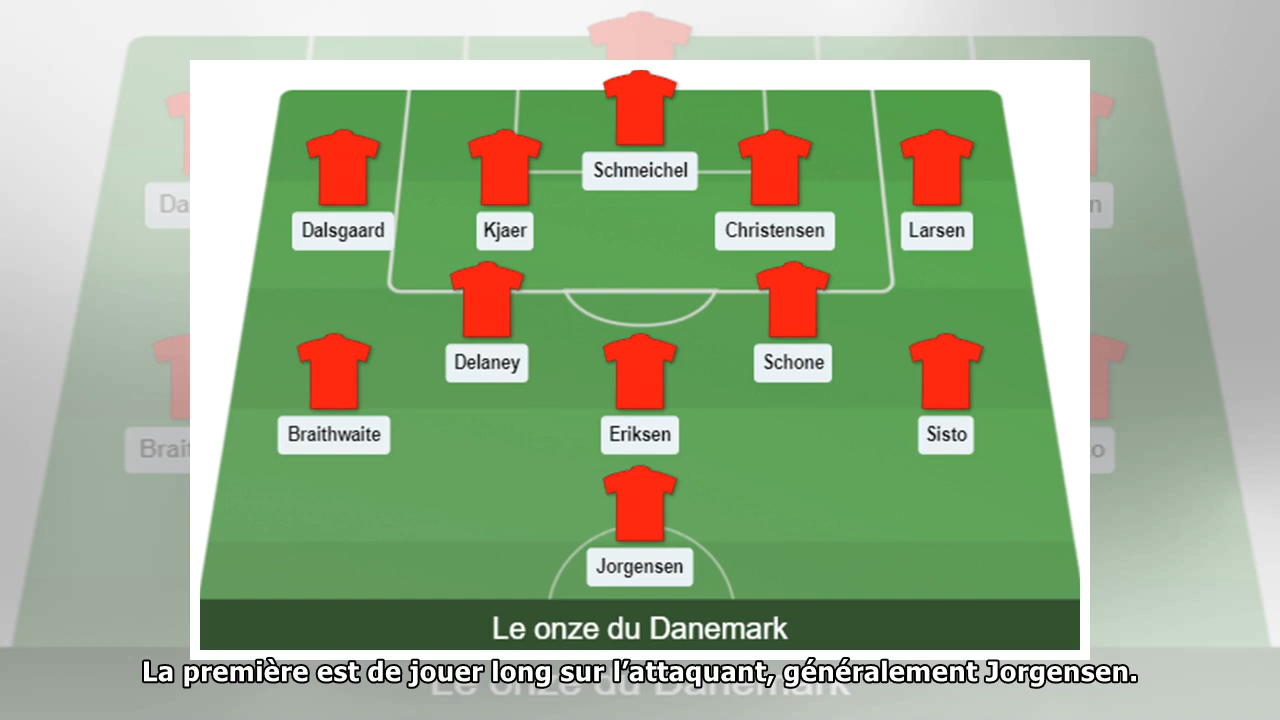 Schmeichel
Dalsgaard
Kjaer
Christensen
Larsen
Delaney
Schone
Braithwaite
Eriksen
Sisto
Jorgensen
Le onze du Danemark
La première est de jouer long sur l’attaquant, généralement Jorgensen.